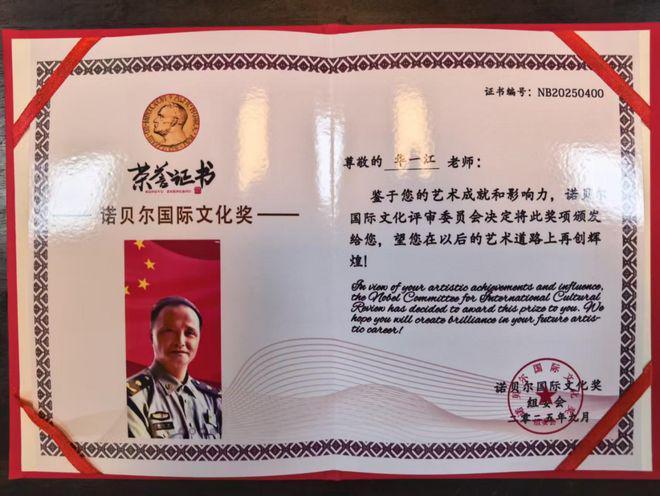 荣誉证书
RONGYU ZHENGSHU
诺贝尔国际文化奖
证书编号：NB20250400
尊敬的 华一江 老师：
鉴于您的艺术成就和影响力，诺贝尔
国际文化评审委员会决定将此奖项颁发
给您，望您在以后的艺术道路上再创辉
煌！
In view of your artistic achievements and influence,
the Nobel Committee for International Cultural
Review has decided to award this prize to you. We
hope you will create brilliance in your future artis-
tic career!
诺贝尔国际文化奖
组委会
二零二五年九月